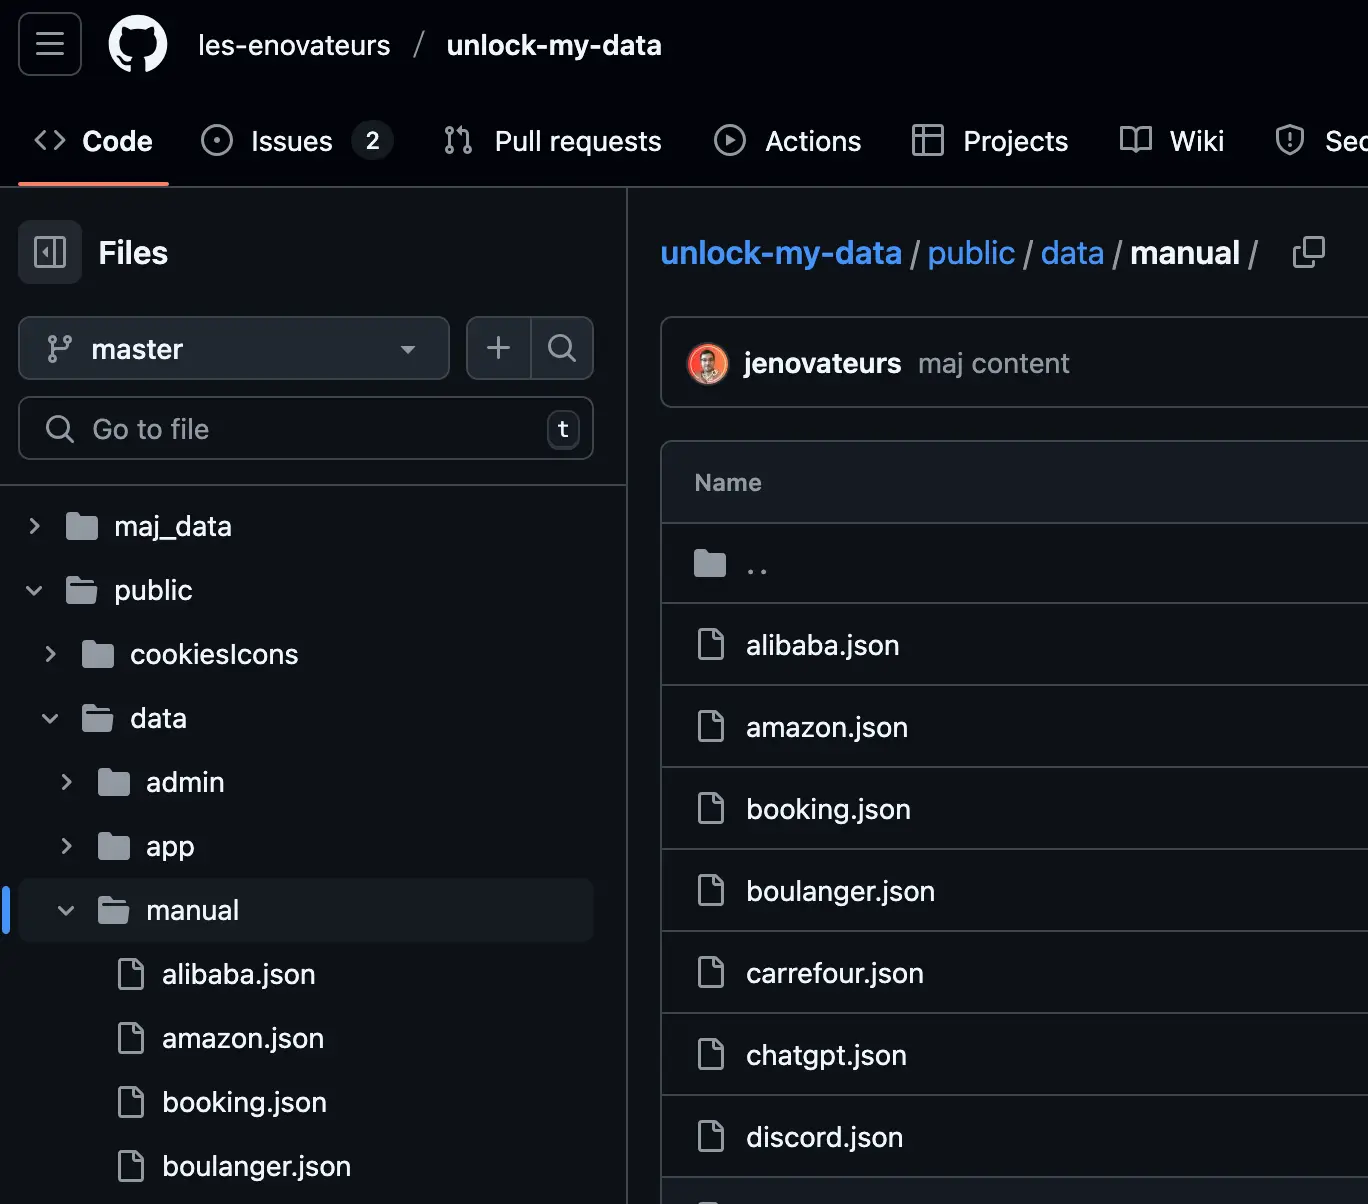 les-enovateurs / unlock-my-data
Code Issues 2 Pull requests Actions Projects Wiki
Files
master
Go to file t
maj_data
public
cookiesIcons
data
admin
app
manual
alibaba.json
amazon.json
booking.json
boulanger.json
unlock-my-data / public / data / manual /
jenovateurs maj content
Name
..
alibaba.json
amazon.json
booking.json
boulanger.json
carrefour.json
chatgpt.json
discord.json